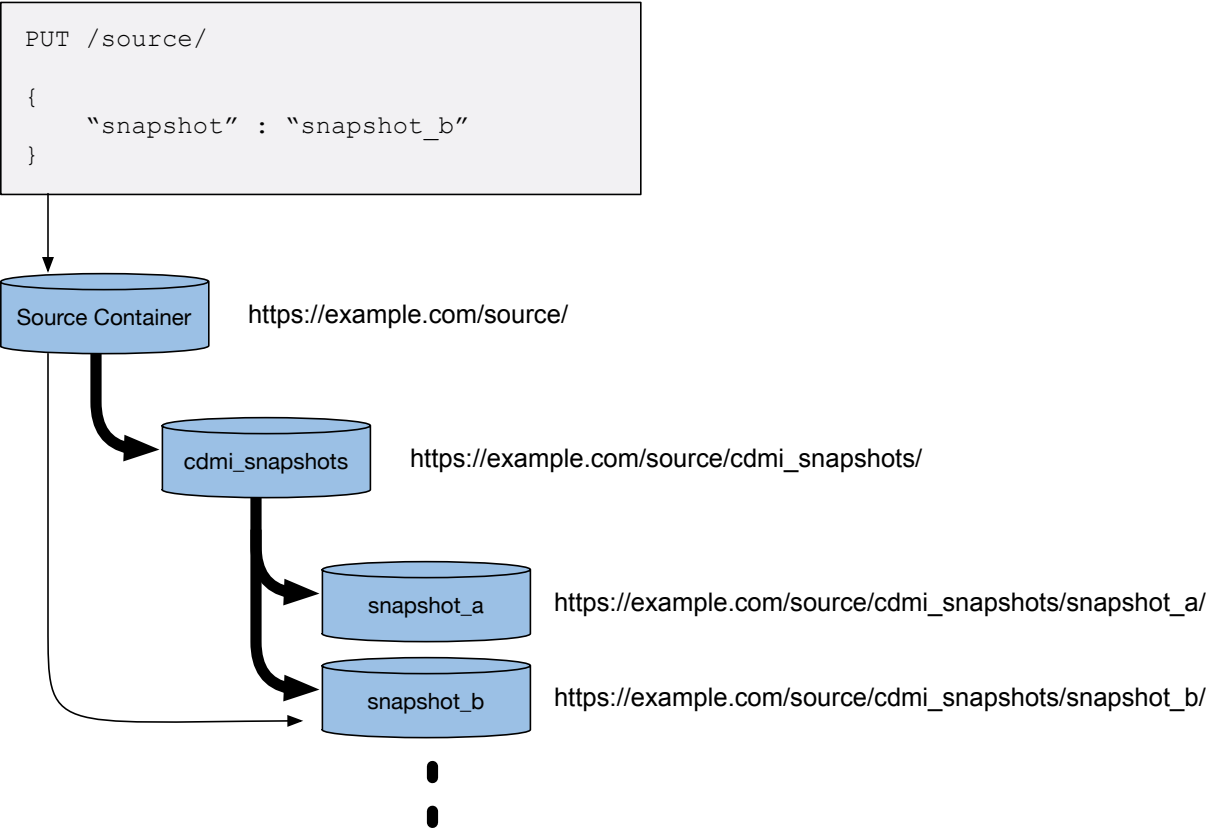 PUT /source/
{
“snapshot” : “snapshot_b”
}
Source Container
https://example.com/source/
cdmi_snapshots
https://example.com/source/cdmi_snapshots/
snapshot_a
https://example.com/source/cdmi_snapshots/snapshot_a/
snapshot_b
https://example.com/source/cdmi_snapshots/snapshot_b/